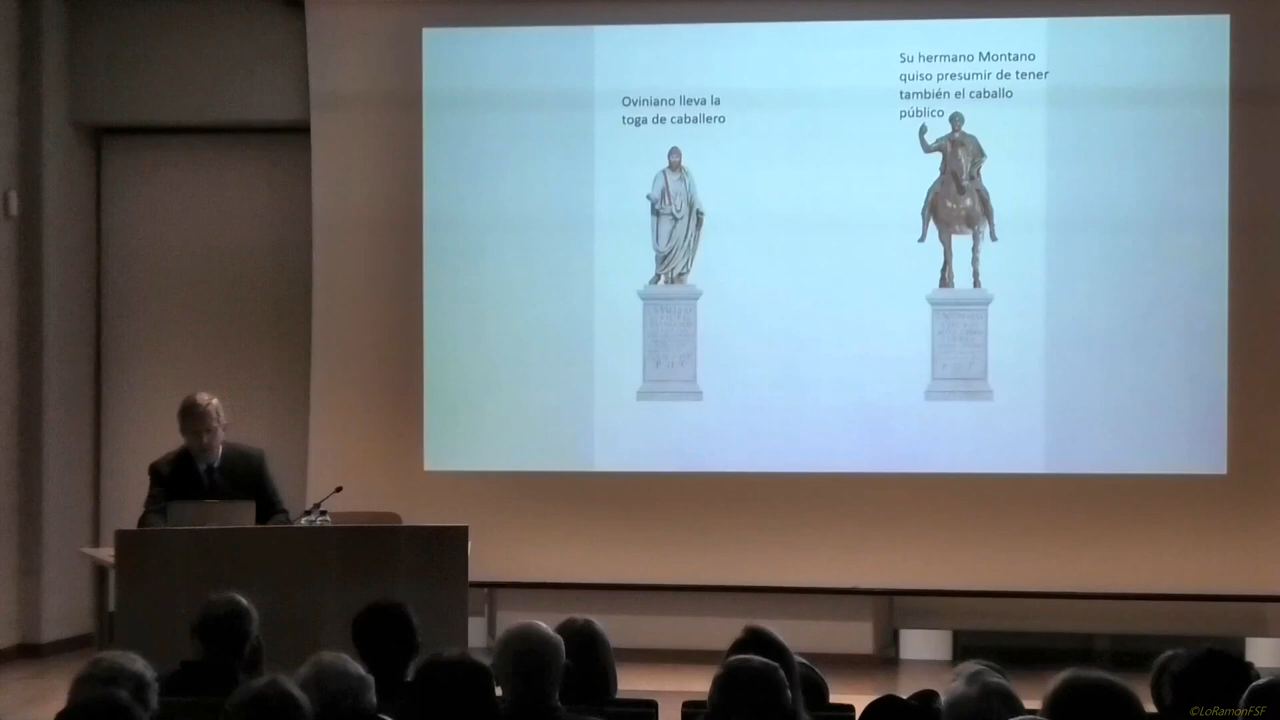 Oviniano lleva la
toga de caballero
Su hermano Montano
quiso presumir de tener
también el caballo
público
©LoRamonFSF